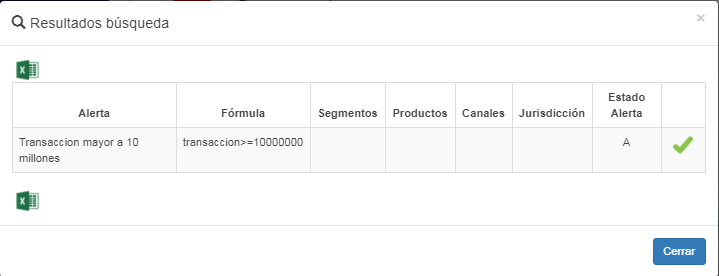 Resultados búsqueda
×
Alerta Fórmula Segmentos Productos Canales Jurisdicción Estado Alerta
Transaccion mayor a 10 millones transaccion>=10000000 A
Cerrar